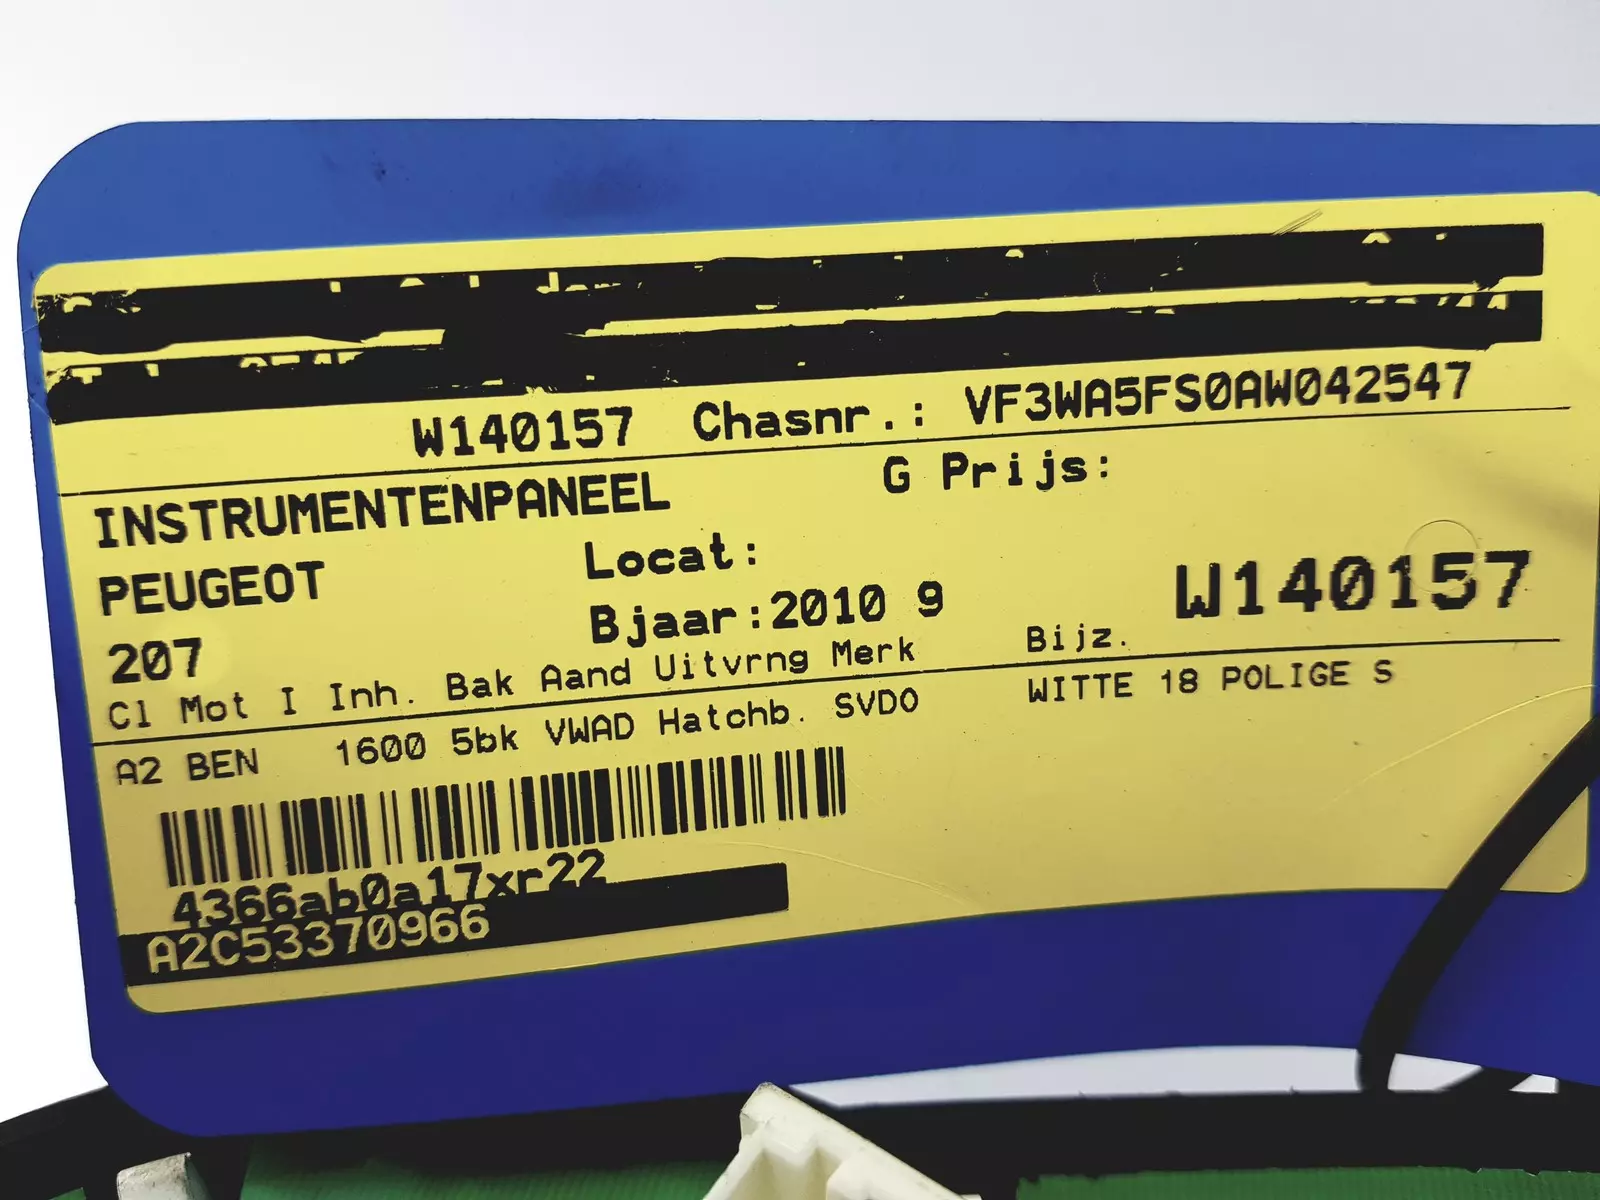 W140157 Chasnr.: VF3WA5FS0AW042547
INSTRUMENTENPANEEL G Prijs:
PEUGEOT Locat:
207 Bjaar:2010 9 W140157
Cl Mot I Inh. Bak Aand Uitvrng Merk Bijz.
A2 BEN 1600 5bk VWAD Hatchb. SVDO WITTE 18 POLIGE S
4366ab0a17xr22
A2C53370966